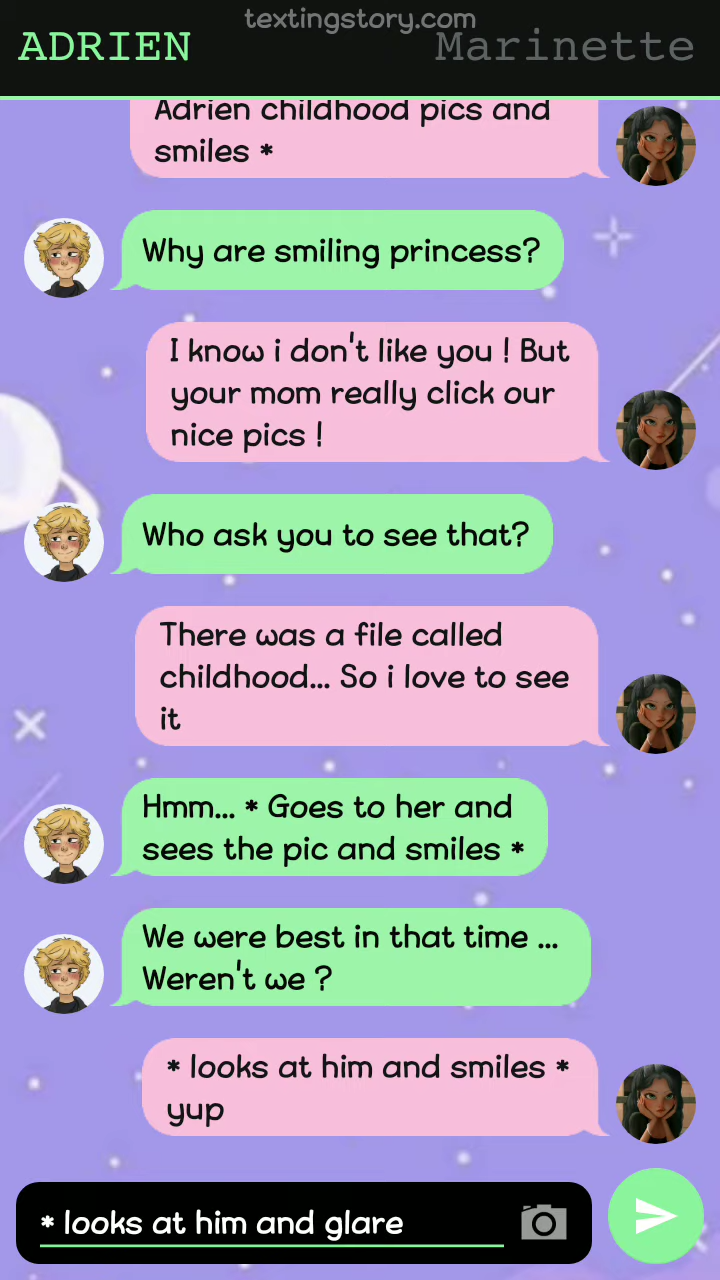 textingstory.com
ADRIEN
Marinette
Adrien childhood pics and
smiles *
Why are smiling princess?
I know i don't like you ! But
your mom really click our
nice pics !
Who ask you to see that?
There was a file called
childhood... So i love to see
it
Hmm... * Goes to her and
sees the pic and smiles *
We were best in that time ...
Weren't we ?
* looks at him and smiles *
yup
* looks at him and glare